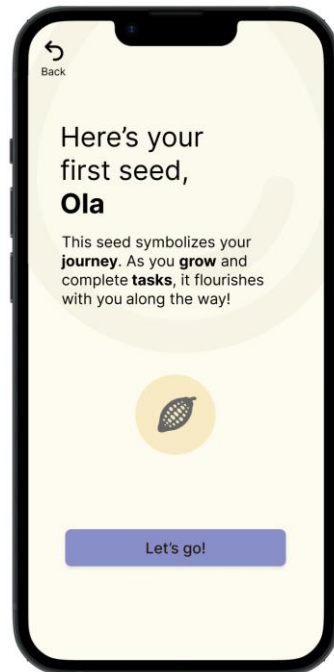 Back
Here's your
first seed,
Ola
This seed symbolizes your
journey. As you grow and
complete tasks, it flourishes
with you along the way!
Let's go!